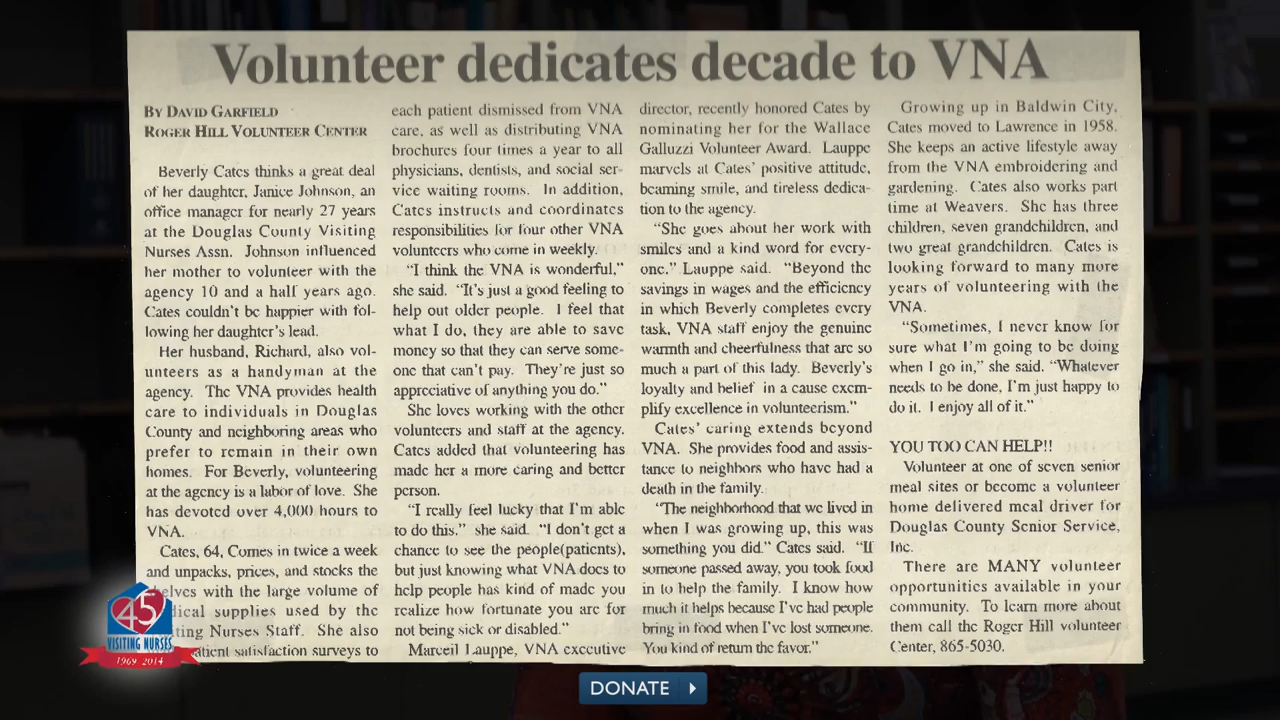 Volunteer dedicates decade to VNA
BY DAVID GARFIELD
ROGER HILL VOLUNTEER CENTER
Beverly Cates thinks a great deal
of her daughter, Janice Johnson, an
office manager for nearly 27 years
at the Douglas County Visiting
Nurses Assn. Johnson influenced
her mother to volunteer with the
agency 10 and a half years ago.
Cates couldn't be happier with fol-
lowing her daughter's lead.
Her husband, Richard, also vol-
unteers as a handyman at the
agency. The VNA provides health
care to individuals in Douglas
County and neighboring areas who
prefer to remain in their own
homes. For Beverly, volunteering
at the agency is a labor of love. She
has devoted over 4,000 hours to
VNA.
Cates, 64, Comes in twice a week
and unpacks, prices, and stocks the
with the large volume of
supplies used by the
Nurses Staff. She also
satisfaction surveys to
each patient dismissed from VNA
care, as well as distributing VNA
brochures four times a year to all
physicians, dentists, and social ser-
vice waiting rooms. In addition,
Cates instructs and coordinates
responsibilities for four other VNA
volunteers who come in weekly.
"I think the VNA is wonderful,"
she said. "It's just a good feeling to
help out older people. I feel that
what I do, they are able to save
money so that they can serve some-
one that can't pay. They're just so
appreciative of anything you do."
She loves working with the other
volunteers and staff at the agency.
Cates added that volunteering has
made her a more caring and better
person.
"I really feel lucky that I'm able
to do this." she said. "I don't get a
chance to see the people(patients),
but just knowing what VNA does to
help people has kind of made you
realize how fortunate you are for
not being sick or disabled."
Marceil Lauppe, VNA executive
director, recently honored Cates by
nominating her for the Wallace
Galluzzi Volunteer Award. Lauppe
marvels at Cates' positive attitude,
beaming smile, and tireless dedica-
tion to the agency.
"She goes about her work with
smiles and a kind word for every-
one." Lauppe said. "Beyond the
savings in wages and the efficiency
in which Beverly completes every
task, VNA staff enjoy the genuine
warmth and cheerfulness that are so
much a part of this lady. Beverly's
loyalty and belief in a cause exem-
plify excellence in volunteerism."
Cates' caring extends beyond
VNA. She provides food and assis-
tance to neighbors who have had a
death in the family.
"The neighborhood that we lived in
when I was growing up, this was
something you did." Cates said. "If
someone passed away, you took food
in to help the family. I know how
much it helps because I've had people
bring in food when I've lost someone.
You kind of return the favor."
Growing up in Baldwin City,
Cates moved to Lawrence in 1958.
She keeps an active lifestyle away
from the VNA embroidering and
gardening. Cates also works part
time at Weavers. She has three
children, seven grandchildren, and
two great grandchildren. Cates is
looking forward to many more
years of volunteering with the
VNA.
"Sometimes, I never know for
sure what I'm going to be doing
when I go in," she said. "Whatever
needs to be done, I'm just happy to
do it. I enjoy all of it."
YOU TOO CAN HELP!!
Volunteer at one of seven senior
meal sites or become a volunteer
home delivered meal driver for
Douglas County Senior Service,
Inc.
There are MANY volunteer
opportunities available in your
community. To learn more about
them call the Roger Hill volunteer
Center, 865-5030.
45
VISITING NURSES
1969 2014
DONATE